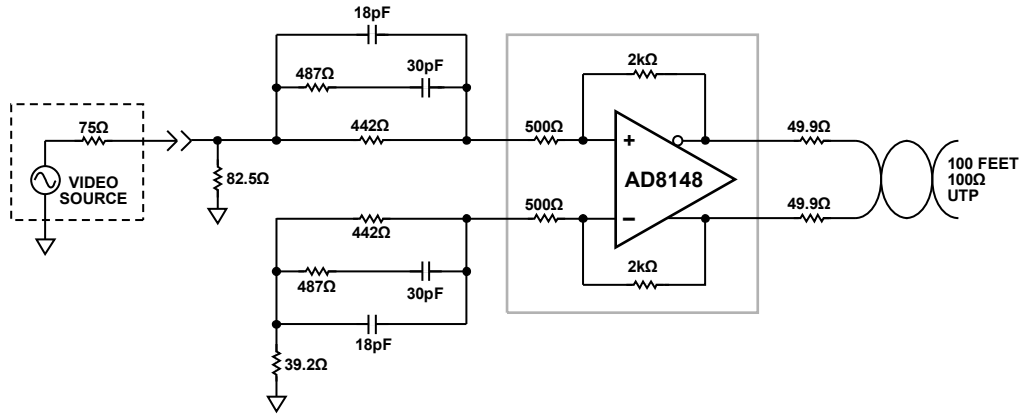 18pF
487Ω
30pF
75Ω
442Ω
VIDEO
SOURCE
82.5Ω
500Ω
2kΩ
+
AD8148
−
49.9Ω
100 FEET
100Ω
UTP
49.9Ω
500Ω
442Ω
2kΩ
487Ω
30pF
18pF
39.2Ω